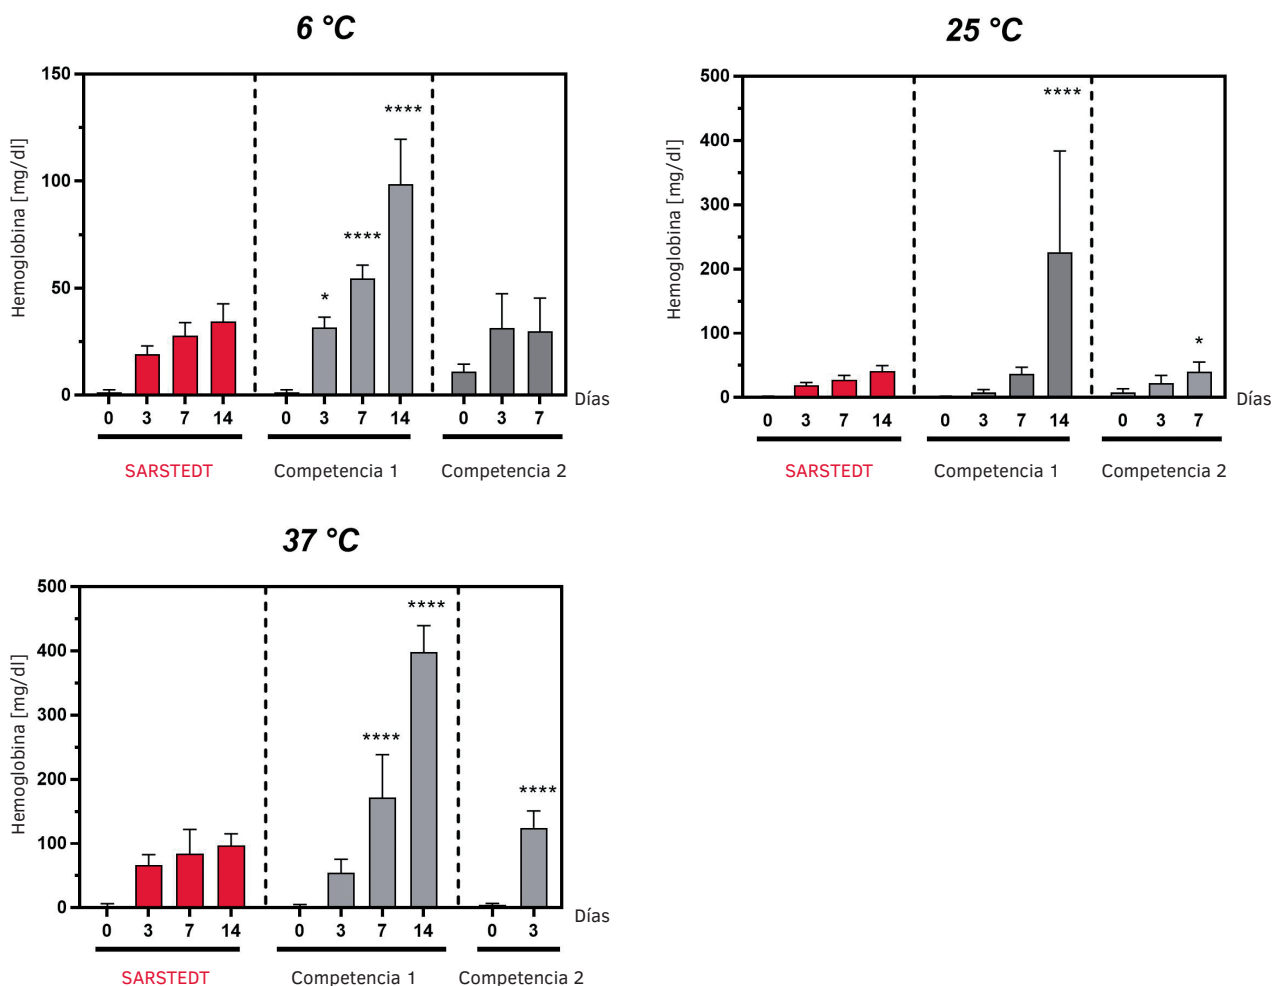 6 °C
Hemoglobina [mg/dl]
150
100
50
0
* **** ****
0 3 7 14 0 3 7 14 0 3 7 Días
SARSTEDT Competencia 1 Competencia 2
25 °C
Hemoglobina [mg/dl]
500
400
300
200
100
0
**** *
0 3 7 14 0 3 7 14 0 3 7 Días
SARSTEDT Competencia 1 Competencia 2
37 °C
Hemoglobina [mg/dl]
500
400
300
200
100
0
**** **** ****
0 3 7 14 0 3 7 14 0 3 Días
SARSTEDT Competencia 1 Competencia 2